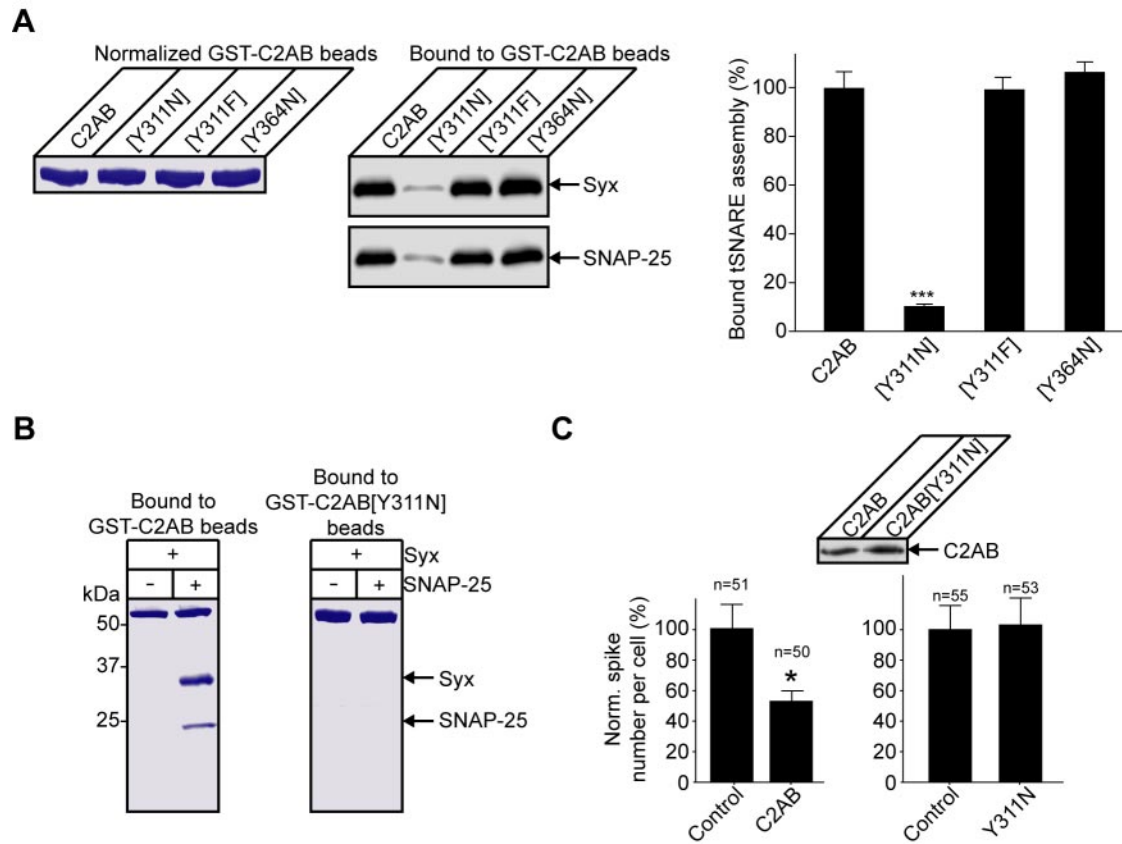 A
Normalized GST-C2AB beads
C2AB
[Y311N]
[Y311F]
[Y364N]
Bound to GST-C2AB beads
C2AB
[Y311N]
[Y311F]
[Y364N]
Syx
SNAP-25
Bound tSNARE assembly (%)
100
80
60
40
20
0
***
C2AB
[Y311N]
[Y311F]
[Y364N]
B
Bound to
GST-C2AB beads
+
- +
kDa
50
37
25
Bound to
GST-C2AB[Y311N]
beads
+ Syx
- + SNAP-25
Syx
SNAP-25
C
C2AB
C2AB[Y311N]
C2AB
Norm. spike
number per cell (%)
n=51
n=50
*
100
80
60
40
20
0
Control
C2AB
n=55
n=53
100
80
60
40
20
0
Control
Y311N